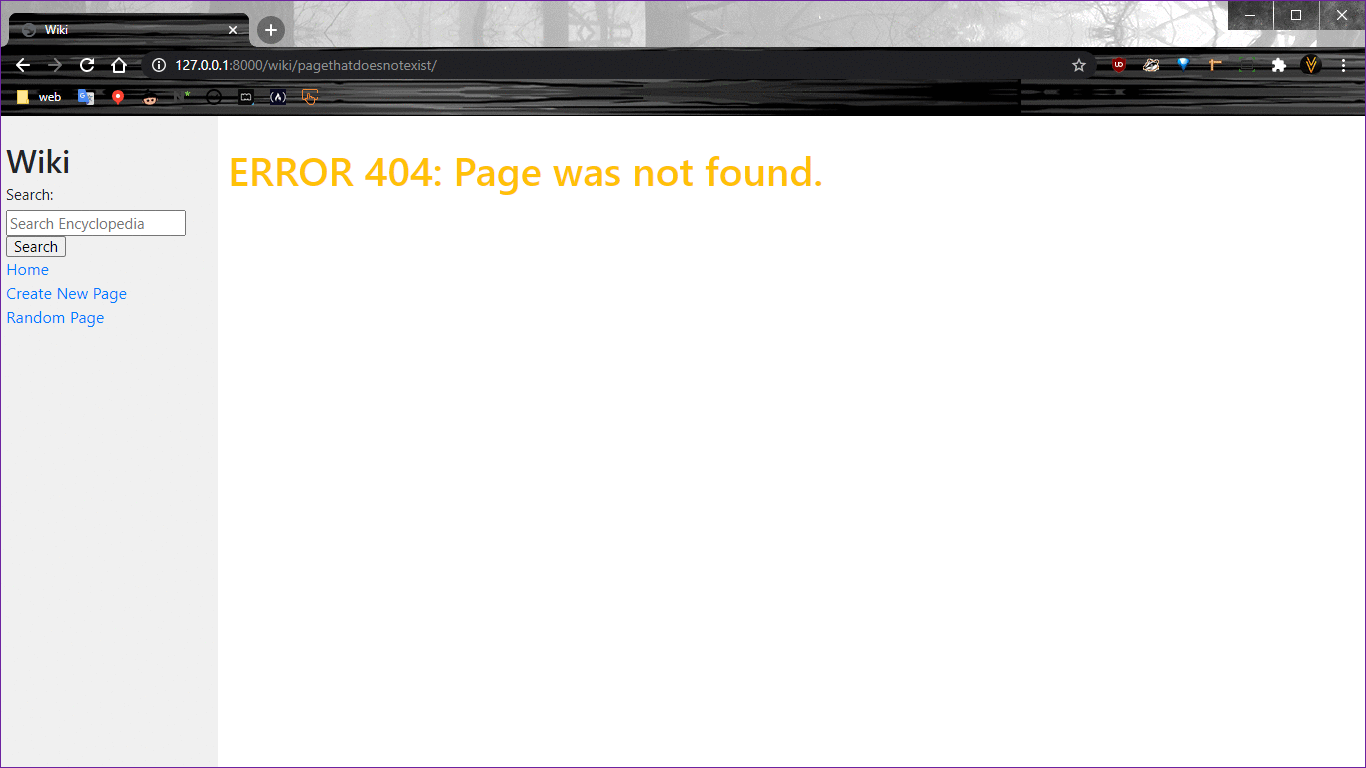 Wiki
127.0.0.1:8000/wiki/pagethatdoesnotexist/
web
Wiki
Search:
Search Encyclopedia
Search
Home
Create New Page
Random Page
ERROR 404: Page was not found.